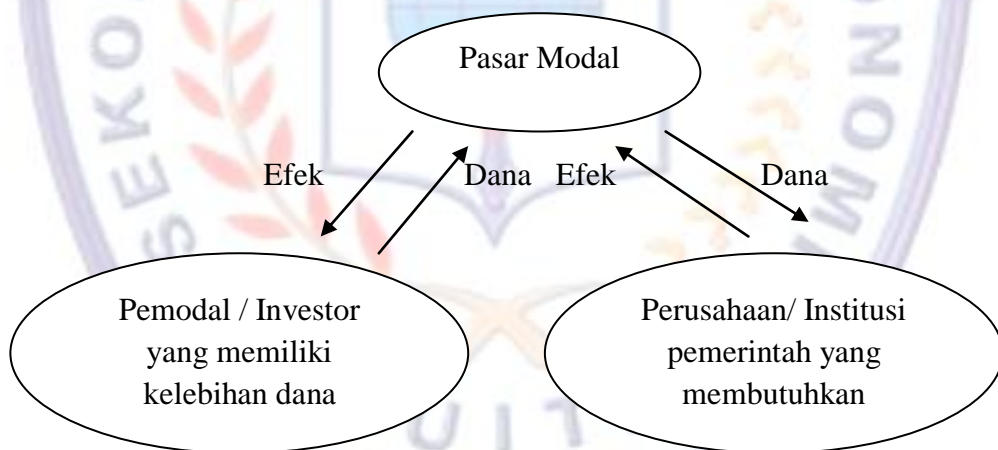 Pasar Modal
Efek Dana Efek Dana
Pemodal / Investor
yang memiliki
kelebihan dana
Perusahaan/ Institusi
pemerintah yang
membutuhkan